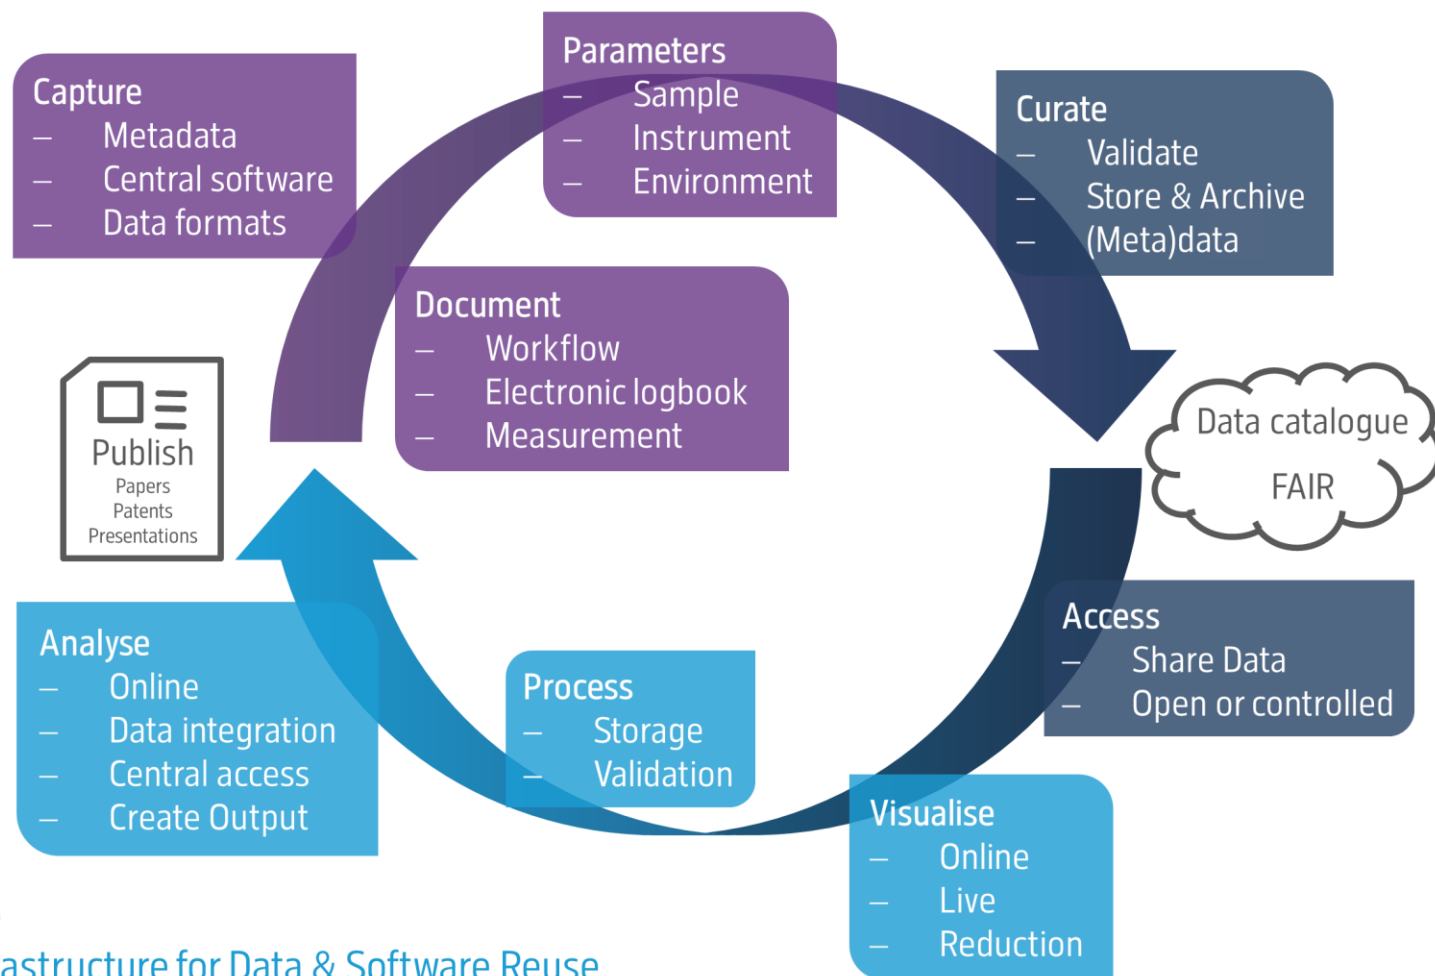 Capture
– Metadata
– Central software
– Data formats
Parameters
– Sample
– Instrument
– Environment
Curate
– Validate
– Store & Archive
– (Meta)data
Document
– Workflow
– Electronic logbook
– Measurement
Publish
Papers
Patents
Presentations
Data catalogue
FAIR
Access
– Share Data
– Open or controlled
Analyse
– Online
– Data integration
– Central access
– Create Output
Process
– Storage
– Validation
Visualise
– Online
– Live
– Reduction
for Data & Software Reuse